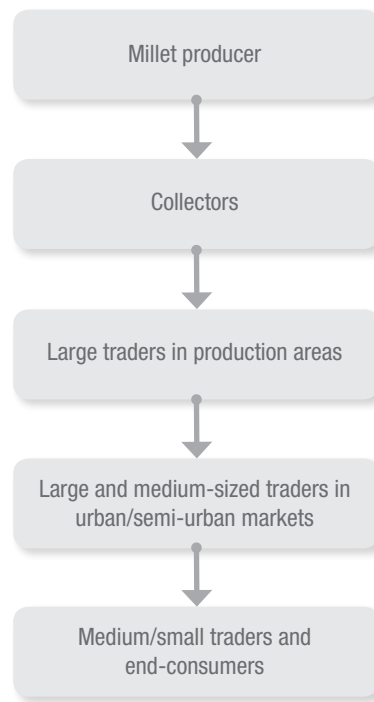 Millet producer
Collectors
Large traders in production areas
Large and medium-sized traders in
urban/semi-urban markets
Medium/small traders and
end-consumers